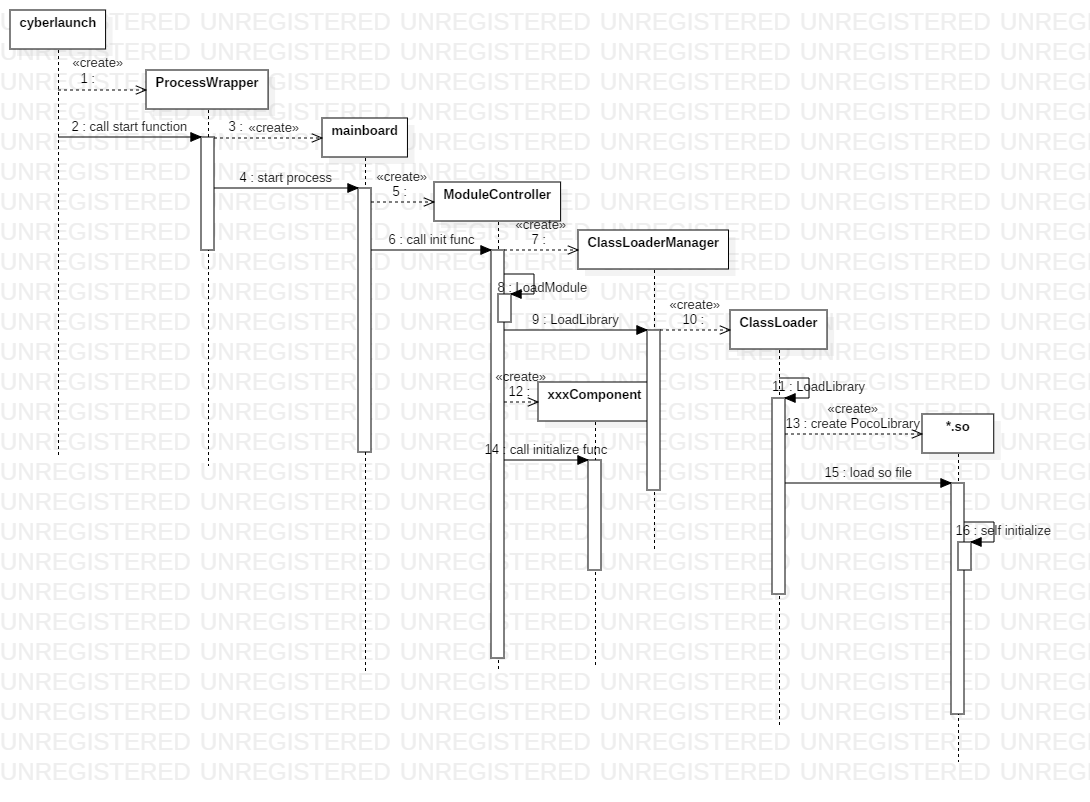 cyberlaunch
«create»
1 :
ProcessWrapper
2 : call start function
3 : «create»
mainboard
4 : start process
«create»
5 :
ModuleController
6 : call init func
«create»
7 :
ClassLoaderManager
8 : LoadModule
9 : LoadLibrary
«create»
10 :
ClassLoader
11 : LoadLibrary
«create»
12 :
xxxComponent
«create»
13 : create PocoLibrary
*.so
14 : call initialize func
15 : load so file
16 : self initialize
UNREGISTERED UNREGISTERED UNREGISTERED UNREGISTERED UNREGISTERED